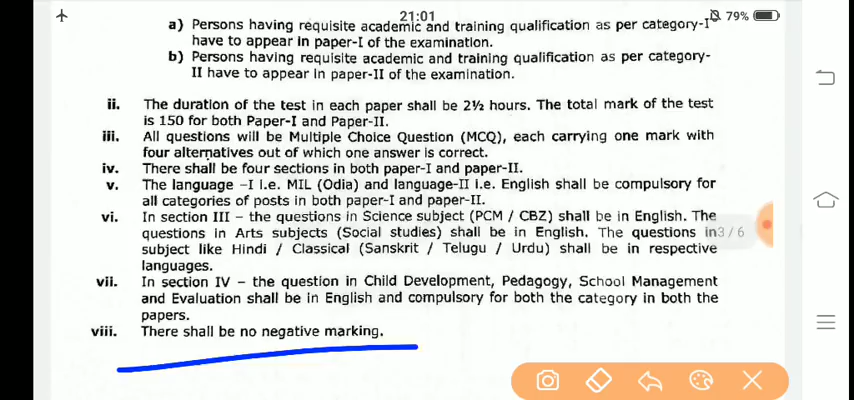 21:01
79%
a) Persons having requisite academic and training qualification as per category-I
have to appear in paper-I of the examination.
b) Persons having requisite academic and training qualification as per category-
II have to appear in paper-II of the examination.
ii. The duration of the test in each paper shall be 2½ hours. The total mark of the test
is 150 for both Paper-I and Paper-II.
iii. All questions will be Multiple Choice Question (MCQ), each carrying one mark with
four alternatives out of which one answer is correct.
iv. There shall be four sections in both paper-I and paper-II.
v. The language –I i.e. MIL (Odia) and language-II i.e. English shall be compulsory for
all categories of posts in both paper-I and paper-II.
vi. In section III – the questions in Science subject (PCM / CBZ) shall be in English. The
questions in Arts subjects (Social studies) shall be in English. The questions in
3 / 6
subject like Hindi / Classical (Sanskrit / Telugu / Urdu) shall be in respective
languages.
vii. In section IV – the question in Child Development, Pedagogy, School Management
and Evaluation shall be in English and compulsory for both the category in both the
papers.
viii. There shall be no negative marking.